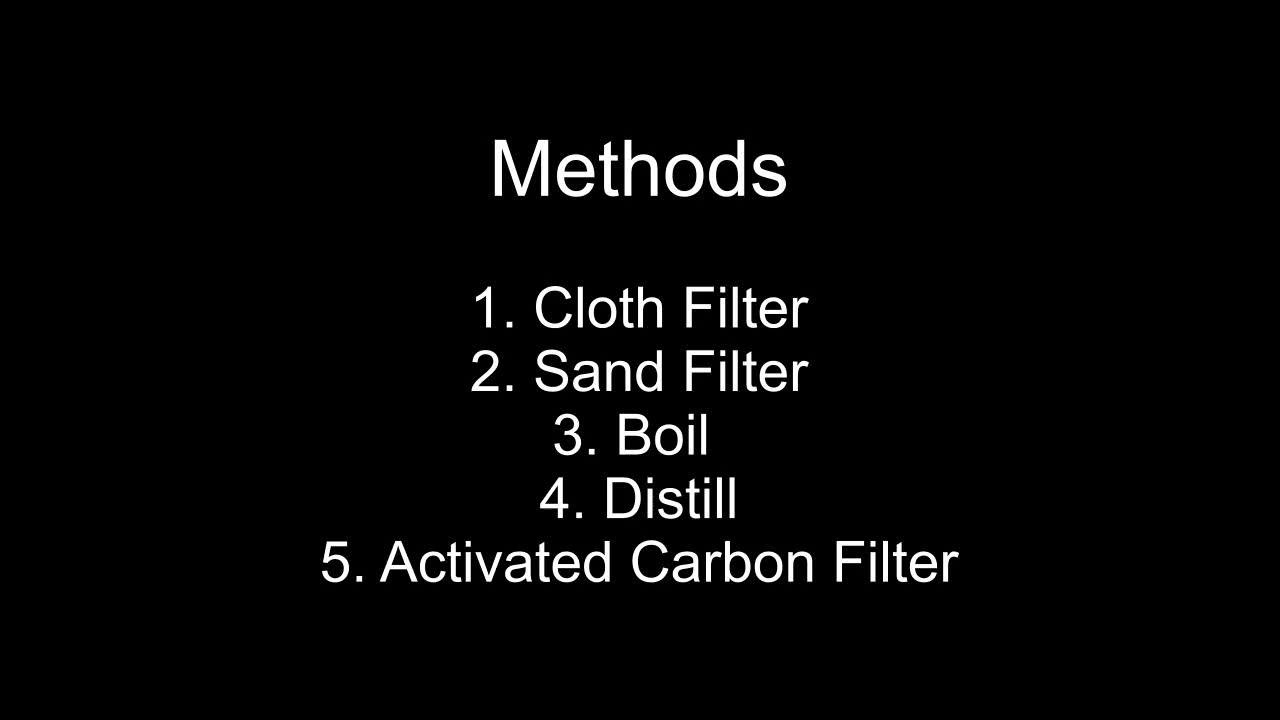 Methods
1. Cloth Filter
2. Sand Filter
3. Boil
4. Distill
5. Activated Carbon Filter